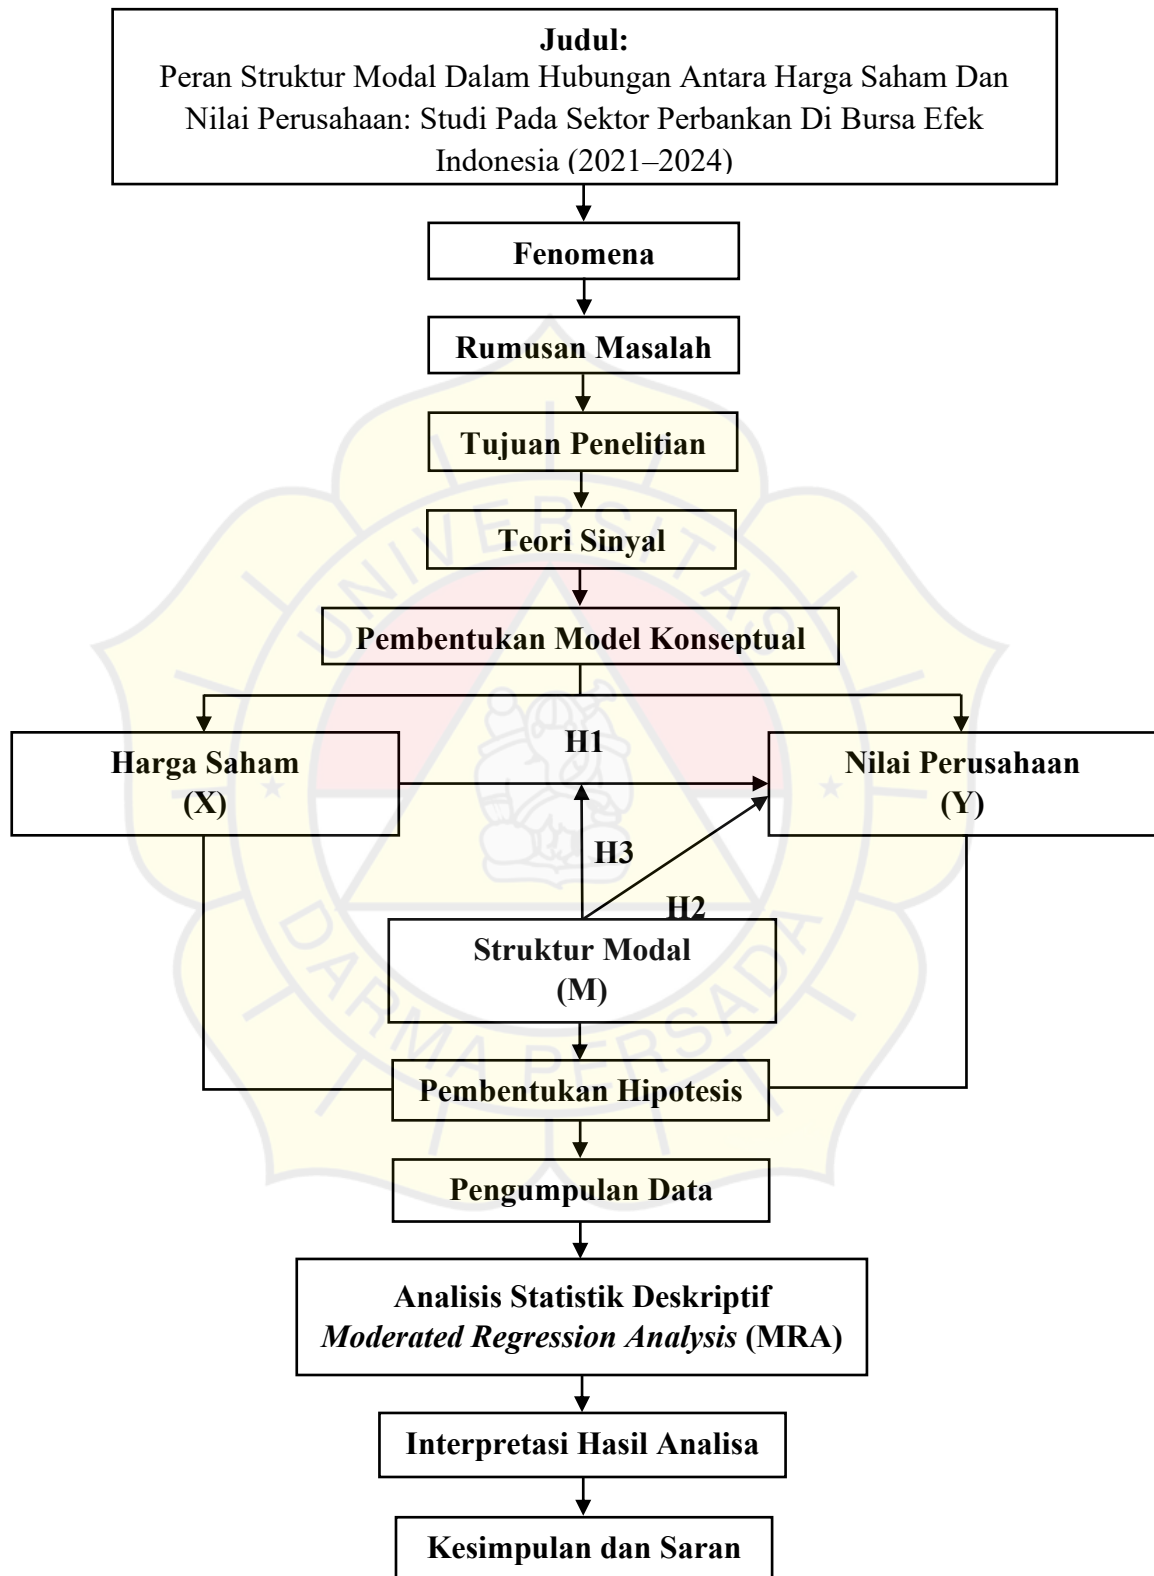 Judul:
Peran Struktur Modal Dalam Hubungan Antara Harga Saham Dan
Nilai Perusahaan: Studi Pada Sektor Perbankan Di Bursa Efek
Indonesia (2021–2024)
Fenomena
Rumusan Masalah
Tujuan Penelitian
Teori Sinyal
Pembentukan Model Konseptual
Harga Saham
(X)
H1
Nilai Perusahaan
(Y)
H3
H2
Struktur Modal
(M)
Pembentukan Hipotesis
Pengumpulan Data
Analisis Statistik Deskriptif
Moderated Regression Analysis (MRA)
Interpretasi Hasil Analisa
Kesimpulan dan Saran
UNIVERSITAS
DARMA PERSADA